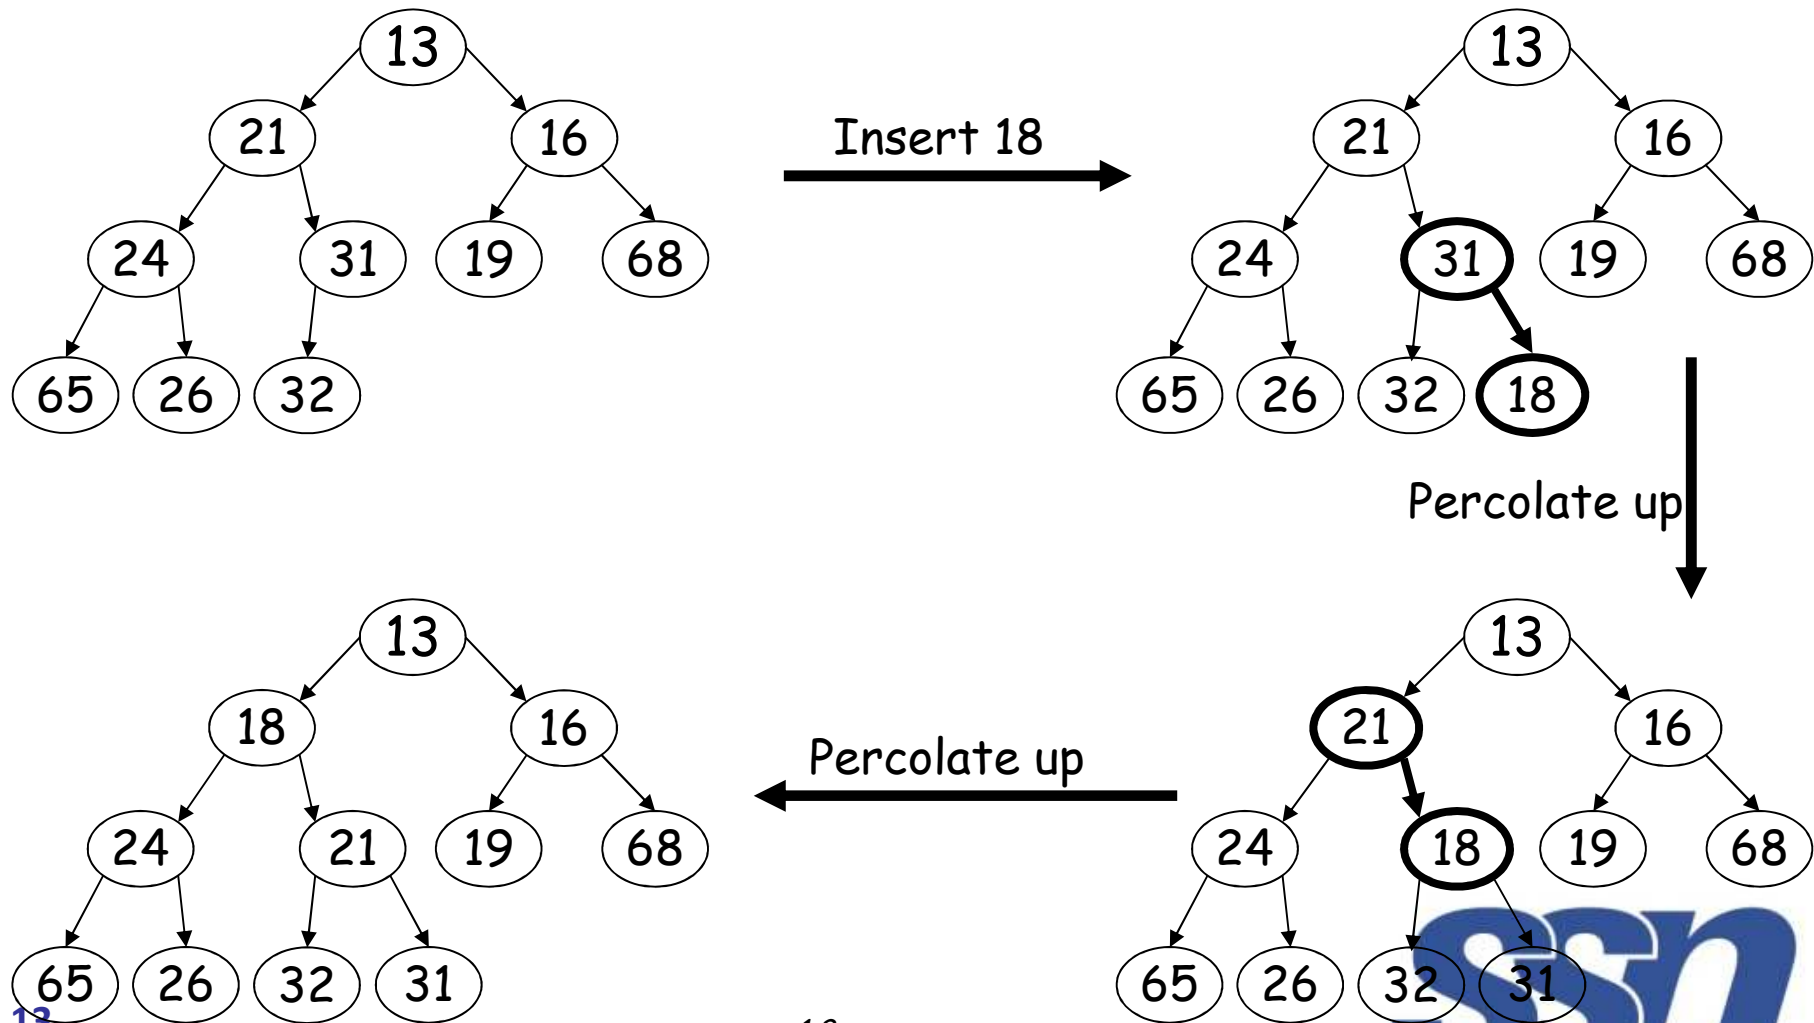 13
21 16
24 31 19 68
65 26 32
Insert 18
13
21 16
24 31 19 68
65 26 32 18
Percolate up
13
21 16
24 18 19 68
65 26 32 31
Percolate up
13
18 16
24 21 19 68
65 26 32 31
13
ssn